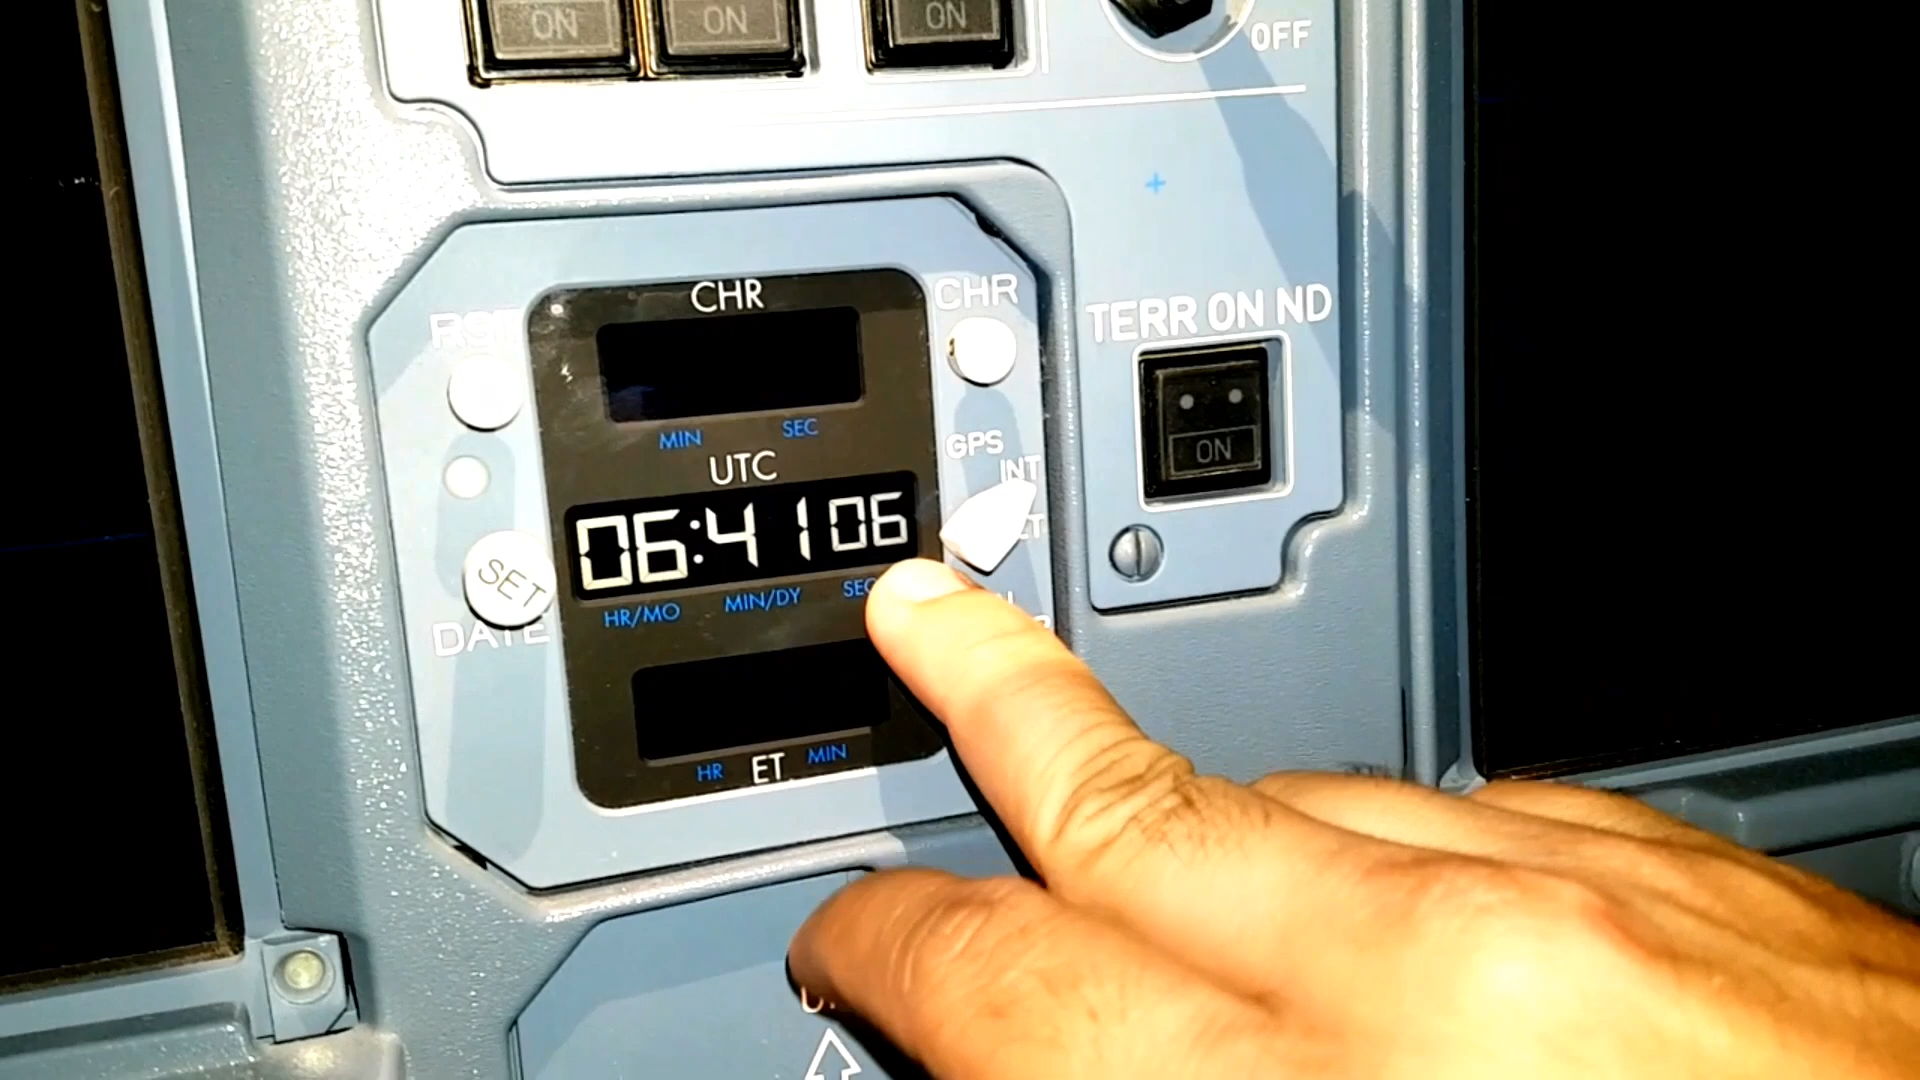 ON ON ON
OFF
CHR
RST
CHR
TERR ON ND
MIN SEC
GPS
UTC
INT
ON
06:41 06
SET
HR/MO MIN/DY SEC
DATE
HR ET MIN